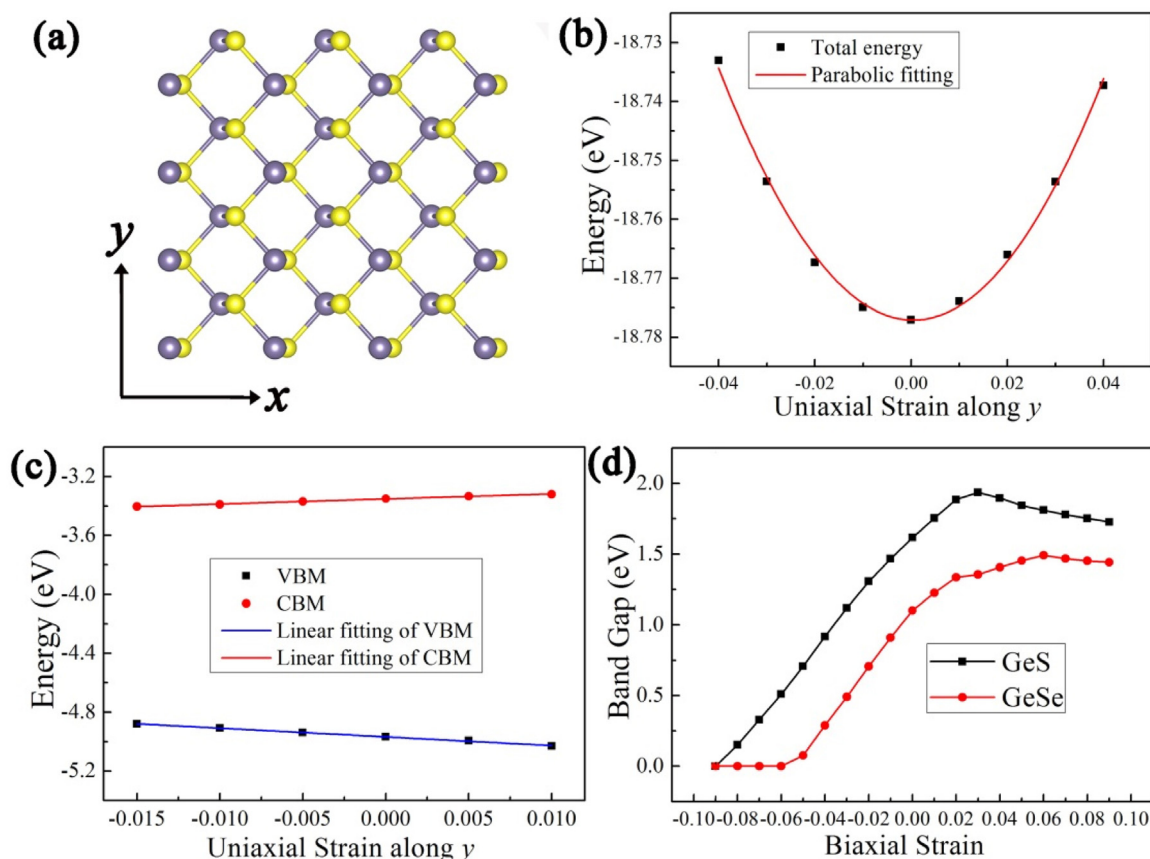 (a)
y
x
(b)
Total energy
Parabolic fitting
Energy (eV)
-18.73
-18.74
-18.75
-18.76
-18.77
-18.78
-0.04
-0.02
0.00
0.02
0.04
Uniaxial Strain along y
(c)
Energy (eV)
-3.2
-3.6
-4.0
-4.4
-4.8
-5.2
VBM
CBM
Linear fitting of VBM
Linear fitting of CBM
-0.015
-0.010
-0.005
0.000
0.005
0.010
Uniaxial Strain along y
(d)
Band Gap (eV)
2.0
1.5
1.0
0.5
0.0
GeS
GeSe
-0.10
-0.08
-0.06
-0.04
-0.02
0.00
0.02
0.04
0.06
0.08
0.10
Biaxial Strain